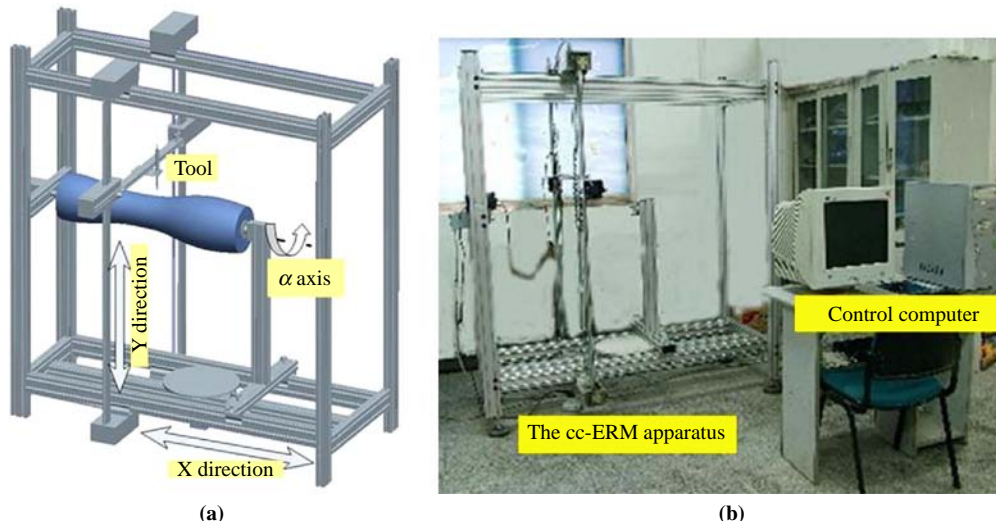 Tool
α axis
Y direction
X direction
(a)
Control computer
The cc-ERM apparatus
(b)